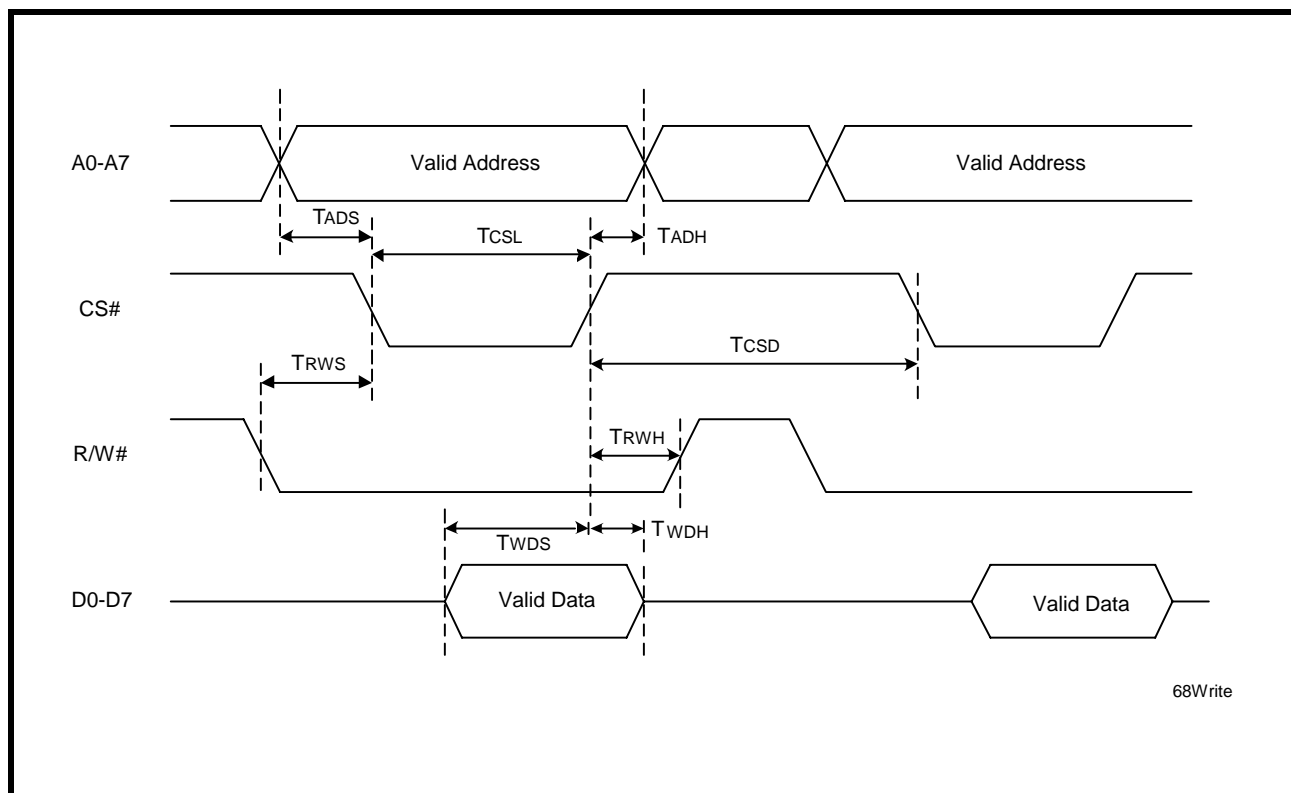 A0-A7
Valid Address
Valid Address
TADS
TCSL
TADH
CS#
TCSD
TRWS
R/W#
TRWH
TWDS
TWDH
D0-D7
Valid Data
Valid Data
68Write